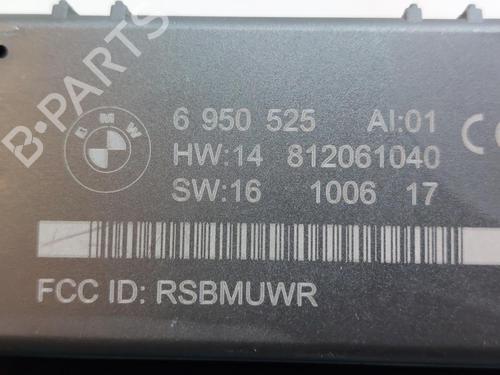 B-PARTS
BMW
6 950 525 AI:01 C
HW:14 812061040
SW:16 1006 17
FCC ID: RSBMUWR